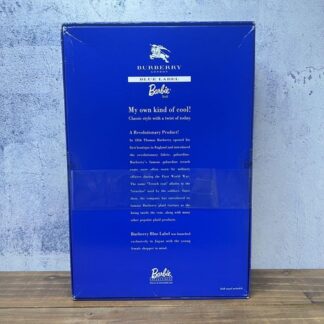 BURBERRY
LONDON
BLUE LABEL
Barbie
My own kind of cool!
Classic style with a twist of today.
A Revolutionary Product!
In 1856 Thomas Burberry opened for
first boutique in England and introduced
the revolutionary fabric gabardine.
Burberry's famous gabardine trench
coats were often worn by military
officers during the First World War.
The name "trench coat" alludes to the
"trenches" used by the soldiers. Since
then, the company has introduced its
famous Burberry plaid feature as the
lining inside the coat, along with many
other popular plaid products.
Burberry Blue Label was launched
exclusively in Japan with the young
female shopper in mind.
Barbie